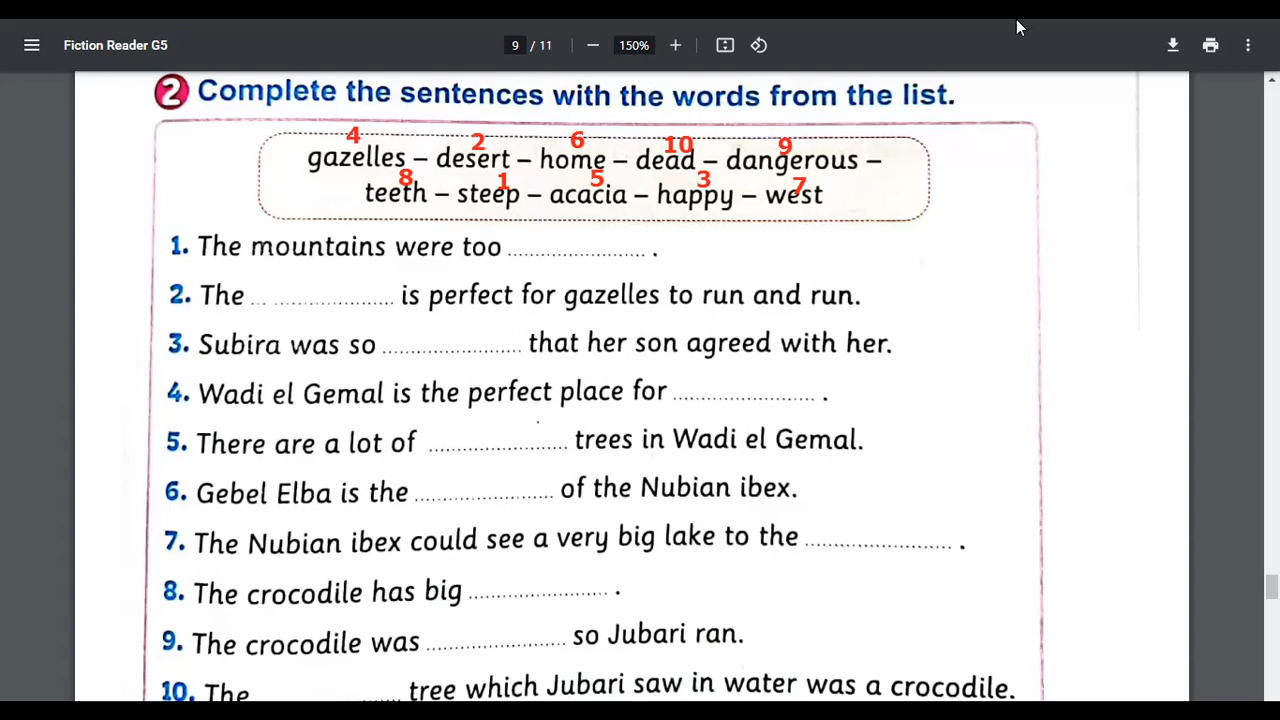 Fiction Reader G5 9 / 11 150%
2 Complete the sentences with the words from the list.
4 2 6 10 9
gazelles – desert – home – dead – dangerous –
8 1 5 3 7
teeth – steep – acacia – happy – west
1. The mountains were too ........................ .
2. The ........................ is perfect for gazelles to run and run.
3. Subira was so ........................ that her son agreed with her.
4. Wadi el Gemal is the perfect place for ........................ .
5. There are a lot of ........................ trees in Wadi el Gemal.
6. Gebel Elba is the ........................ of the Nubian ibex.
7. The Nubian ibex could see a very big lake to the ........................ .
8. The crocodile has big ........................ .
9. The crocodile was ........................ so Jubari ran.
10. The ........................ tree which Jubari saw in water was a crocodile.